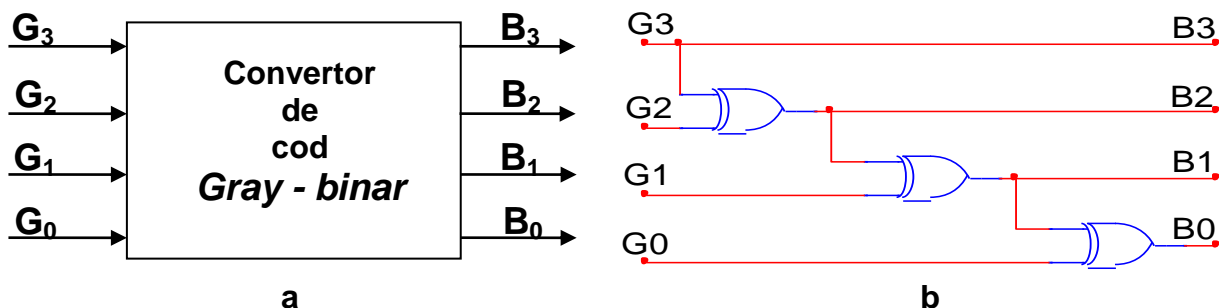 G₃
G₂
G₁
G₀
Convertor
de
cod
Gray - binar
B₃
B₂
B₁
B₀
a
G3
G2
G1
G0
B3
B2
B1
B0
b